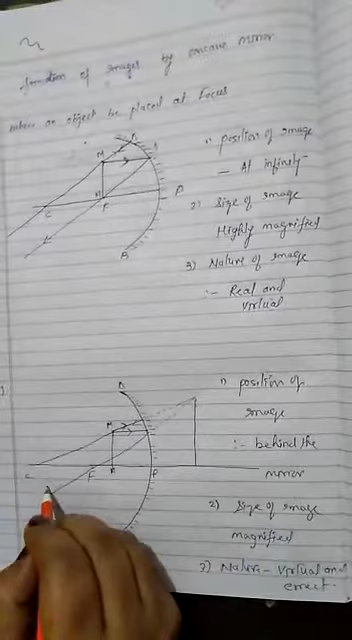 formation of images by concave mirror
when an object be placed at Focus
A
M
N
C
F
P
B
1) position of image
- At infinity
2) Size of image
Highly magnified
3) Nature of image
:- Real and
virtual
1) position of
image
:- behind the
mirror
2) Size of image
magnified
3) Nature - virtual and
errect.
M
C
F
P